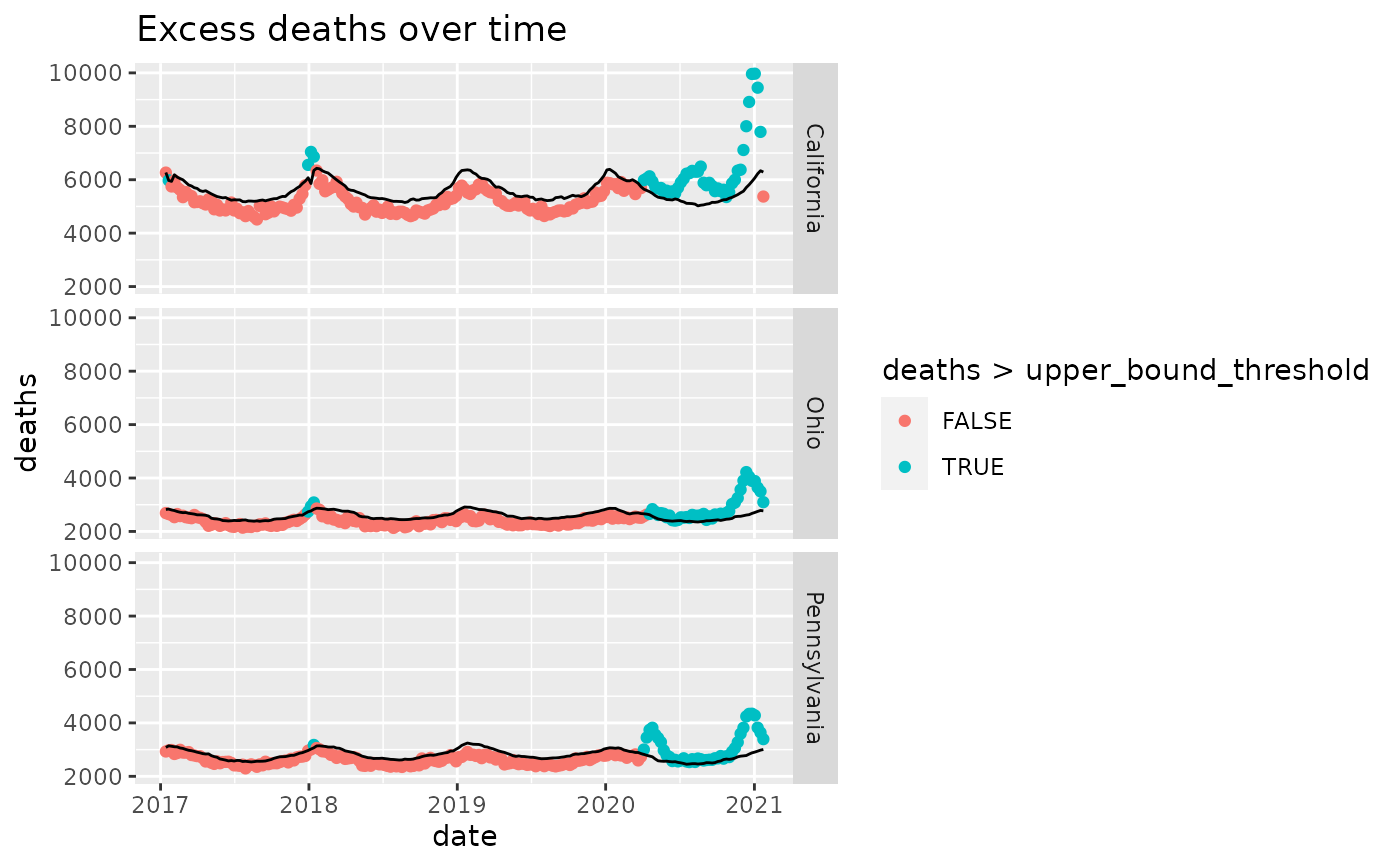 Excess deaths over time
10000
8000
6000
4000
2000
California
10000
8000
6000
4000
2000
Ohio
10000
8000
6000
4000
2000
Pennsylvania
2017 2018 2019 2020 2021
date
deaths
deaths > upper_bound_threshold
FALSE
TRUE